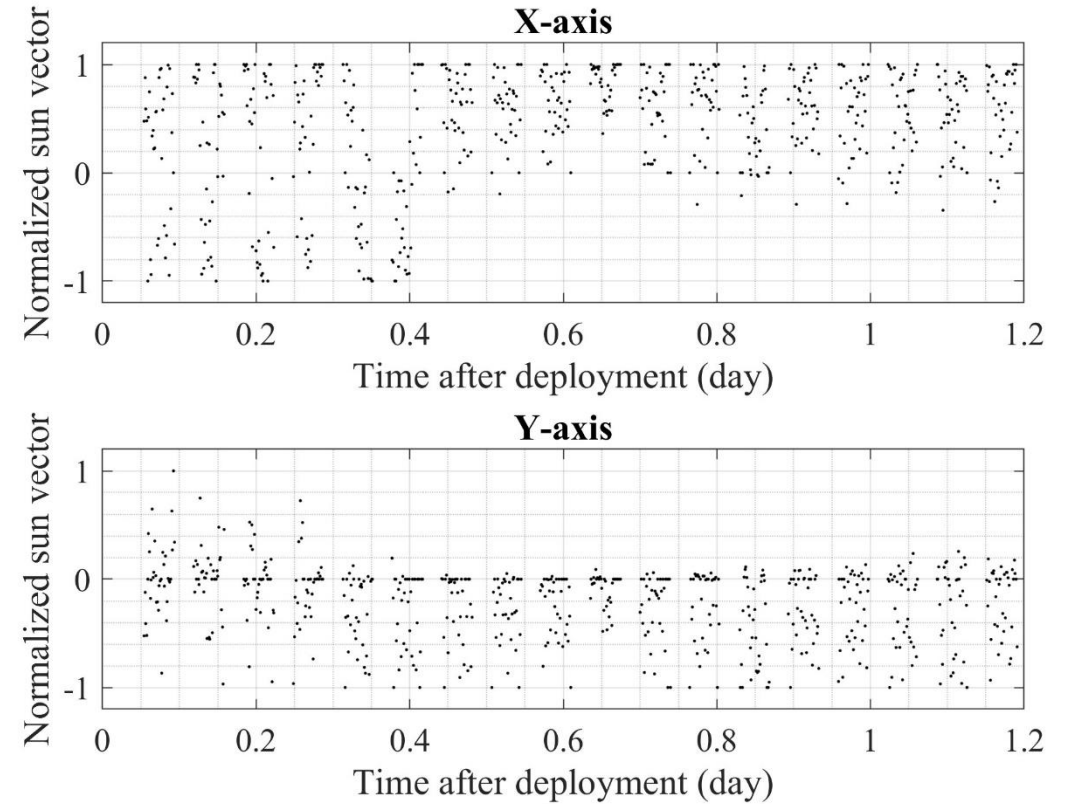 X-axis
Normalized sun vector
1
0
-1
0 0.2 0.4 0.6 0.8 1 1.2
Time after deployment (day)
Y-axis
Normalized sun vector
1
0
-1
0 0.2 0.4 0.6 0.8 1 1.2
Time after deployment (day)